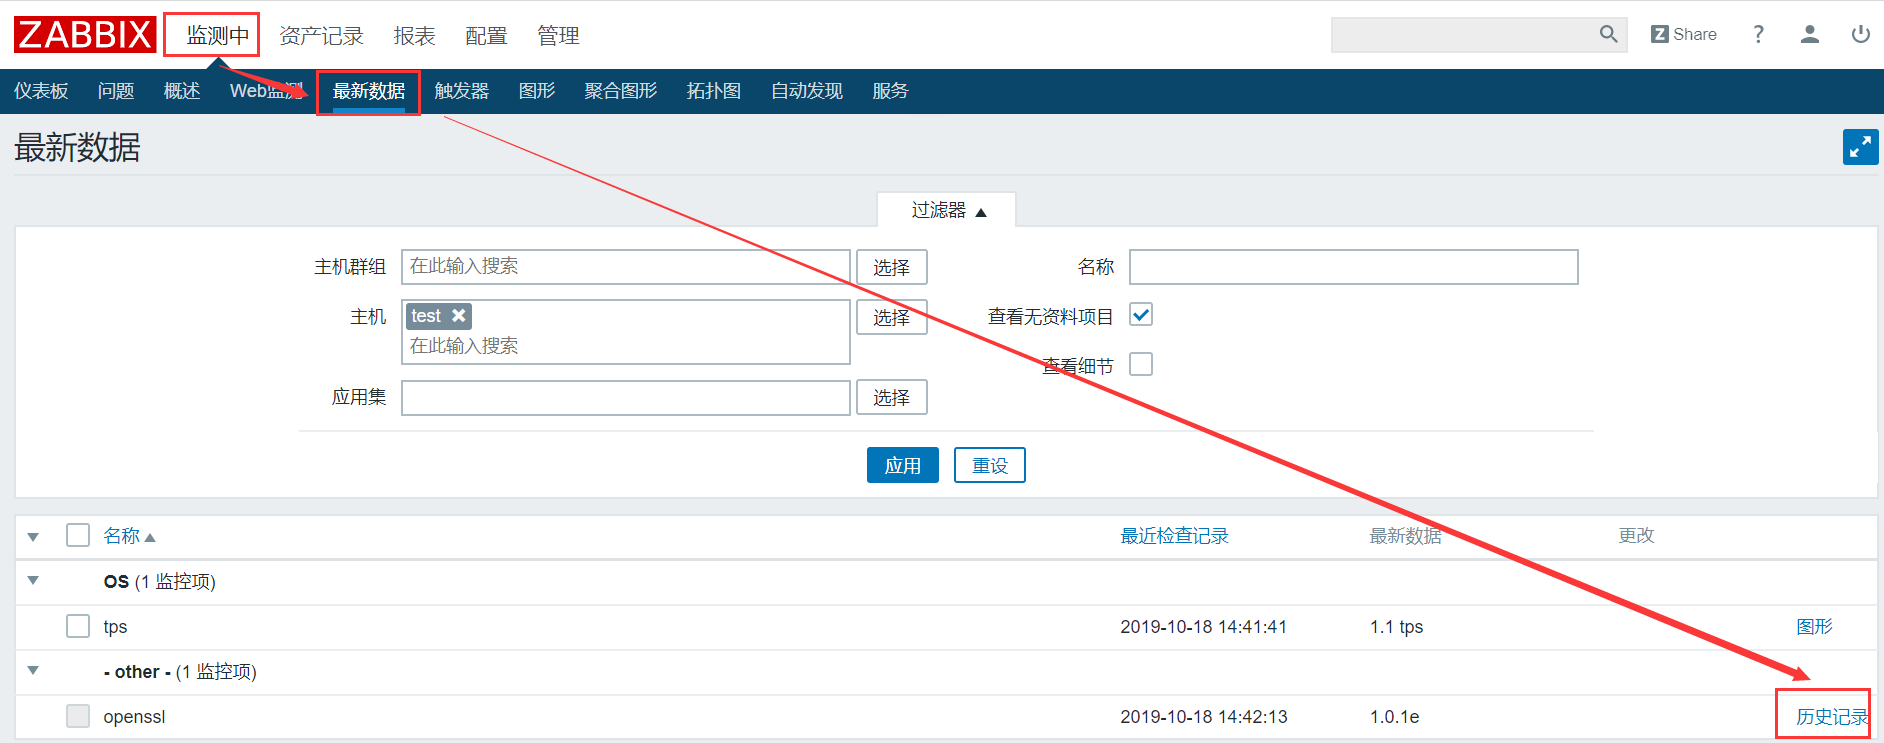 ZABBIX 监测中 资产记录 报表 配置 管理 Z Share ?
仪表板 问题 概述 Web监测 最新数据 触发器 图形 聚合图形 拓扑图 自动发现 服务
最新数据
过滤器
主机群组 在此输入搜索 选择 名称
主机 test 选择 查看无资料项目
在此输入搜索
查看细节
应用集 选择
应用 重设
名称 最近检查记录 最新数据 更改
OS (1 监控项)
tps 2019-10-18 14:41:41 1.1 tps 图形
- other - (1 监控项)
openssl 2019-10-18 14:42:13 1.0.1e 历史记录